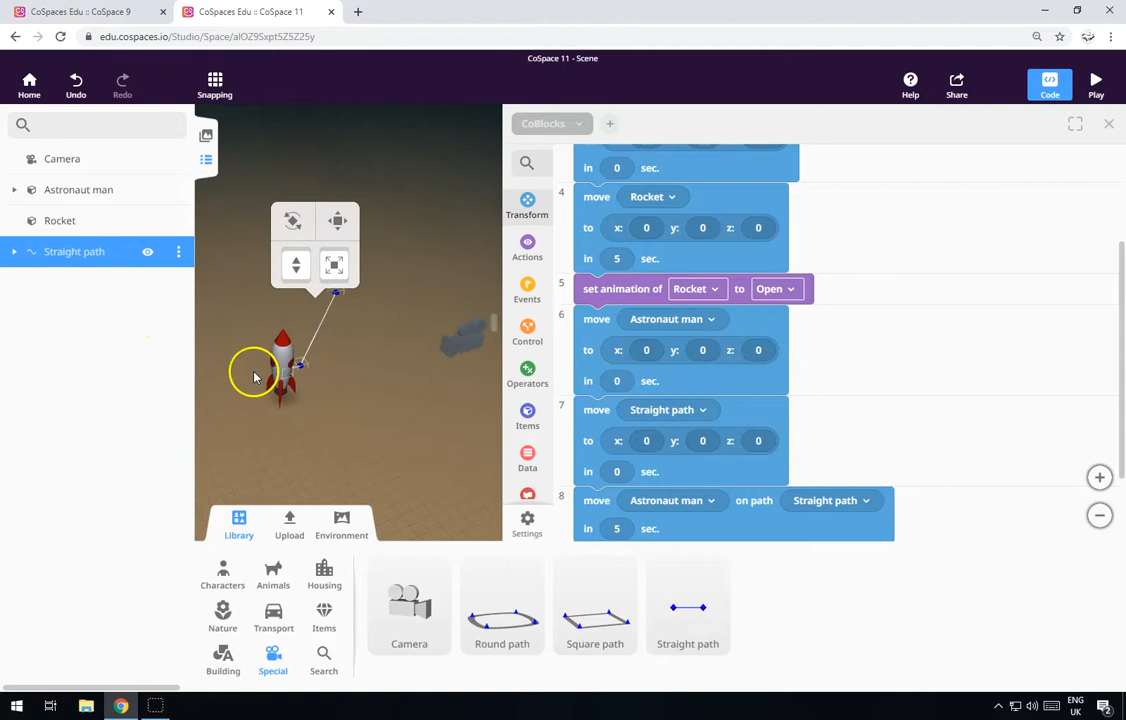 CoSpaces Edu :: CoSpace 9
CoSpaces Edu :: CoSpace 11
edu.cospaces.io/Studio/Space/alOZ9Sxpt5Z5Z25y
CoSpace 11 - Scene
Home
Undo
Redo
Snapping
Help
Share
Code
Play
Camera
Astronaut man
Rocket
Straight path
CoBlocks
Transform
Actions
Events
Control
Operators
Items
Data
Settings
in 0 sec.
4 move Rocket
to x: 0 y: 0 z: 0
in 5 sec.
5 set animation of Rocket to Open
6 move Astronaut man
to x: 0 y: 0 z: 0
in 0 sec.
7 move Straight path
to x: 0 y: 0 z: 0
in 0 sec.
8 move Astronaut man on path Straight path
in 5 sec.
Library
Upload
Environment
Characters
Animals
Housing
Nature
Transport
Items
Building
Special
Search
Camera
Round path
Square path
Straight path
ENG
UK
2